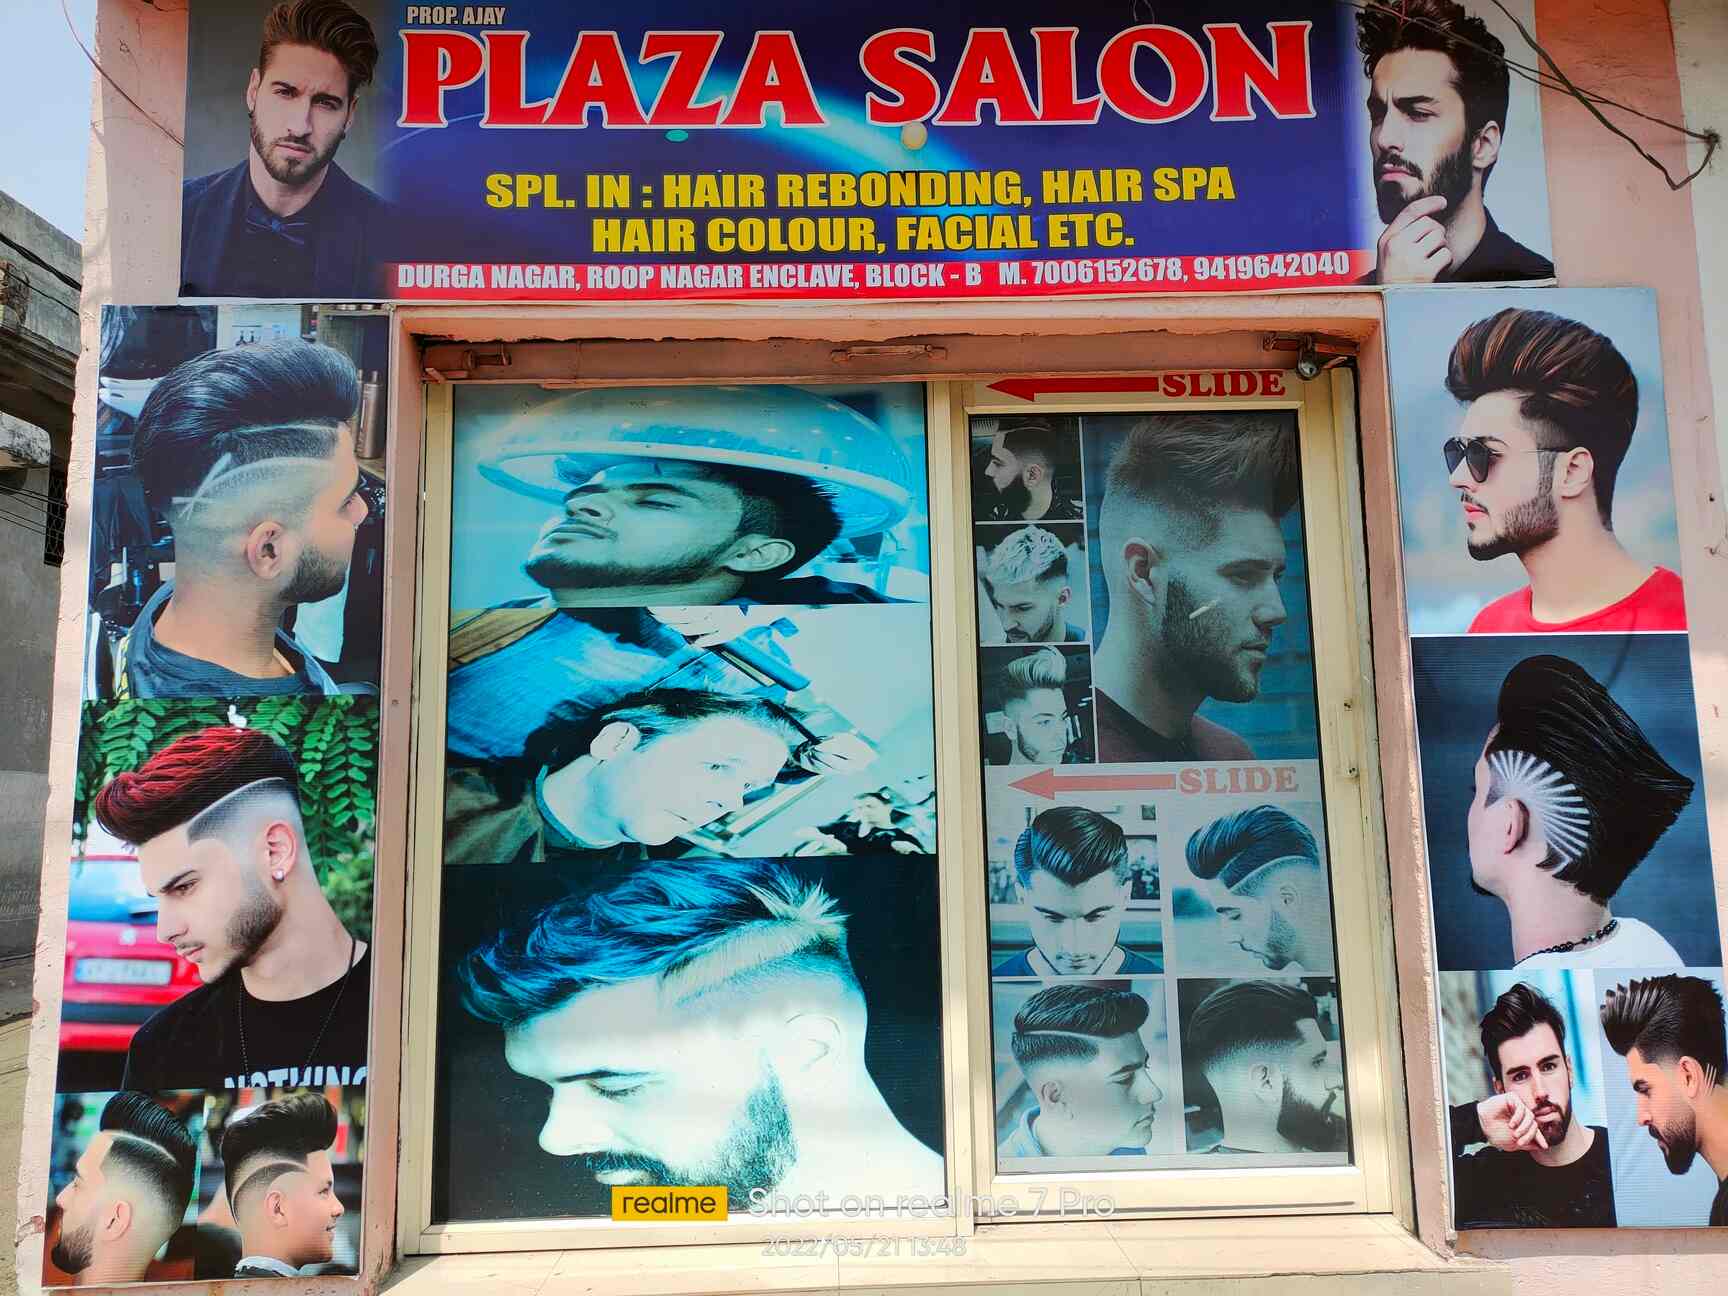 PROP. AJAY
PLAZA SALON
SPL. IN : HAIR REBONDING, HAIR SPA
HAIR COLOUR, FACIAL ETC.
DURGA NAGAR, ROOP NAGAR ENCLAVE, BLOCK - B M. 7006152678, 9419642040
SLIDE
SLIDE
NOTHING
realme Shot on realme 7 Pro
2022/05/21 13:48